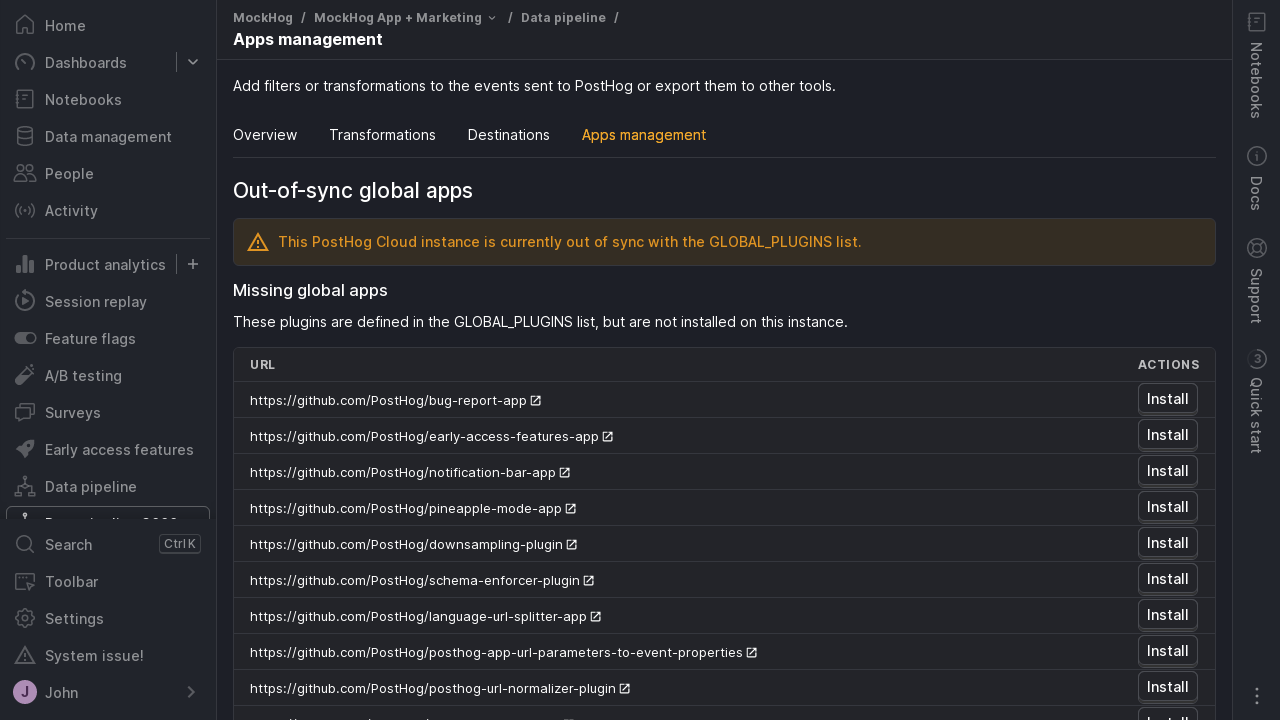 Home
Dashboards
Notebooks
Data management
People
Activity
Product analytics
Session replay
Feature flags
A/B testing
Surveys
Early access features
Data pipeline
Search Ctrl K
Toolbar
Settings
System issue!
J John
MockHog / MockHog App + Marketing / Data pipeline /
Apps management
Add filters or transformations to the events sent to PostHog or export them to other tools.
Overview Transformations Destinations Apps management
Out-of-sync global apps
This PostHog Cloud instance is currently out of sync with the GLOBAL_PLUGINS list.
Missing global apps
These plugins are defined in the GLOBAL_PLUGINS list, but are not installed on this instance.
URL ACTIONS
https://github.com/PostHog/bug-report-app Install
https://github.com/PostHog/early-access-features-app Install
https://github.com/PostHog/notification-bar-app Install
https://github.com/PostHog/pineapple-mode-app Install
https://github.com/PostHog/downsampling-plugin Install
https://github.com/PostHog/schema-enforcer-plugin Install
https://github.com/PostHog/language-url-splitter-app Install
https://github.com/PostHog/posthog-app-url-parameters-to-event-properties Install
https://github.com/PostHog/posthog-url-normalizer-plugin Install
Install
Notebooks
Docs
Support
3 Quick start